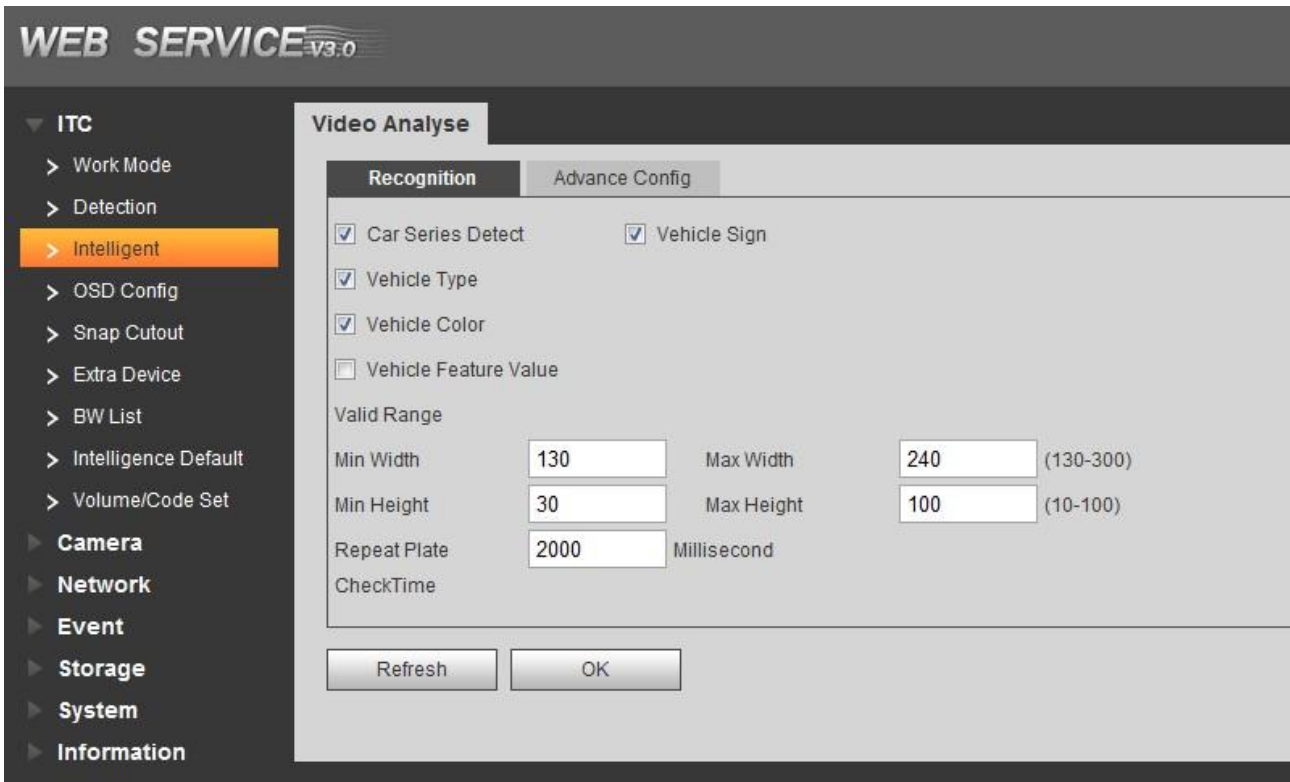 WEB SERVICE V3.0
ITC
Work Mode
Detection
Intelligent
OSD Config
Snap Cutout
Extra Device
BW List
Intelligence Default
Volume/Code Set
Camera
Network
Event
Storage
System
Information
Video Analyse
Recognition Advance Config
Car Series Detect Vehicle Sign
Vehicle Type
Vehicle Color
Vehicle Feature Value
Valid Range
Min Width 130 Max Width 240 (130-300)
Min Height 30 Max Height 100 (10-100)
Repeat Plate 2000 Millisecond
CheckTime
Refresh OK